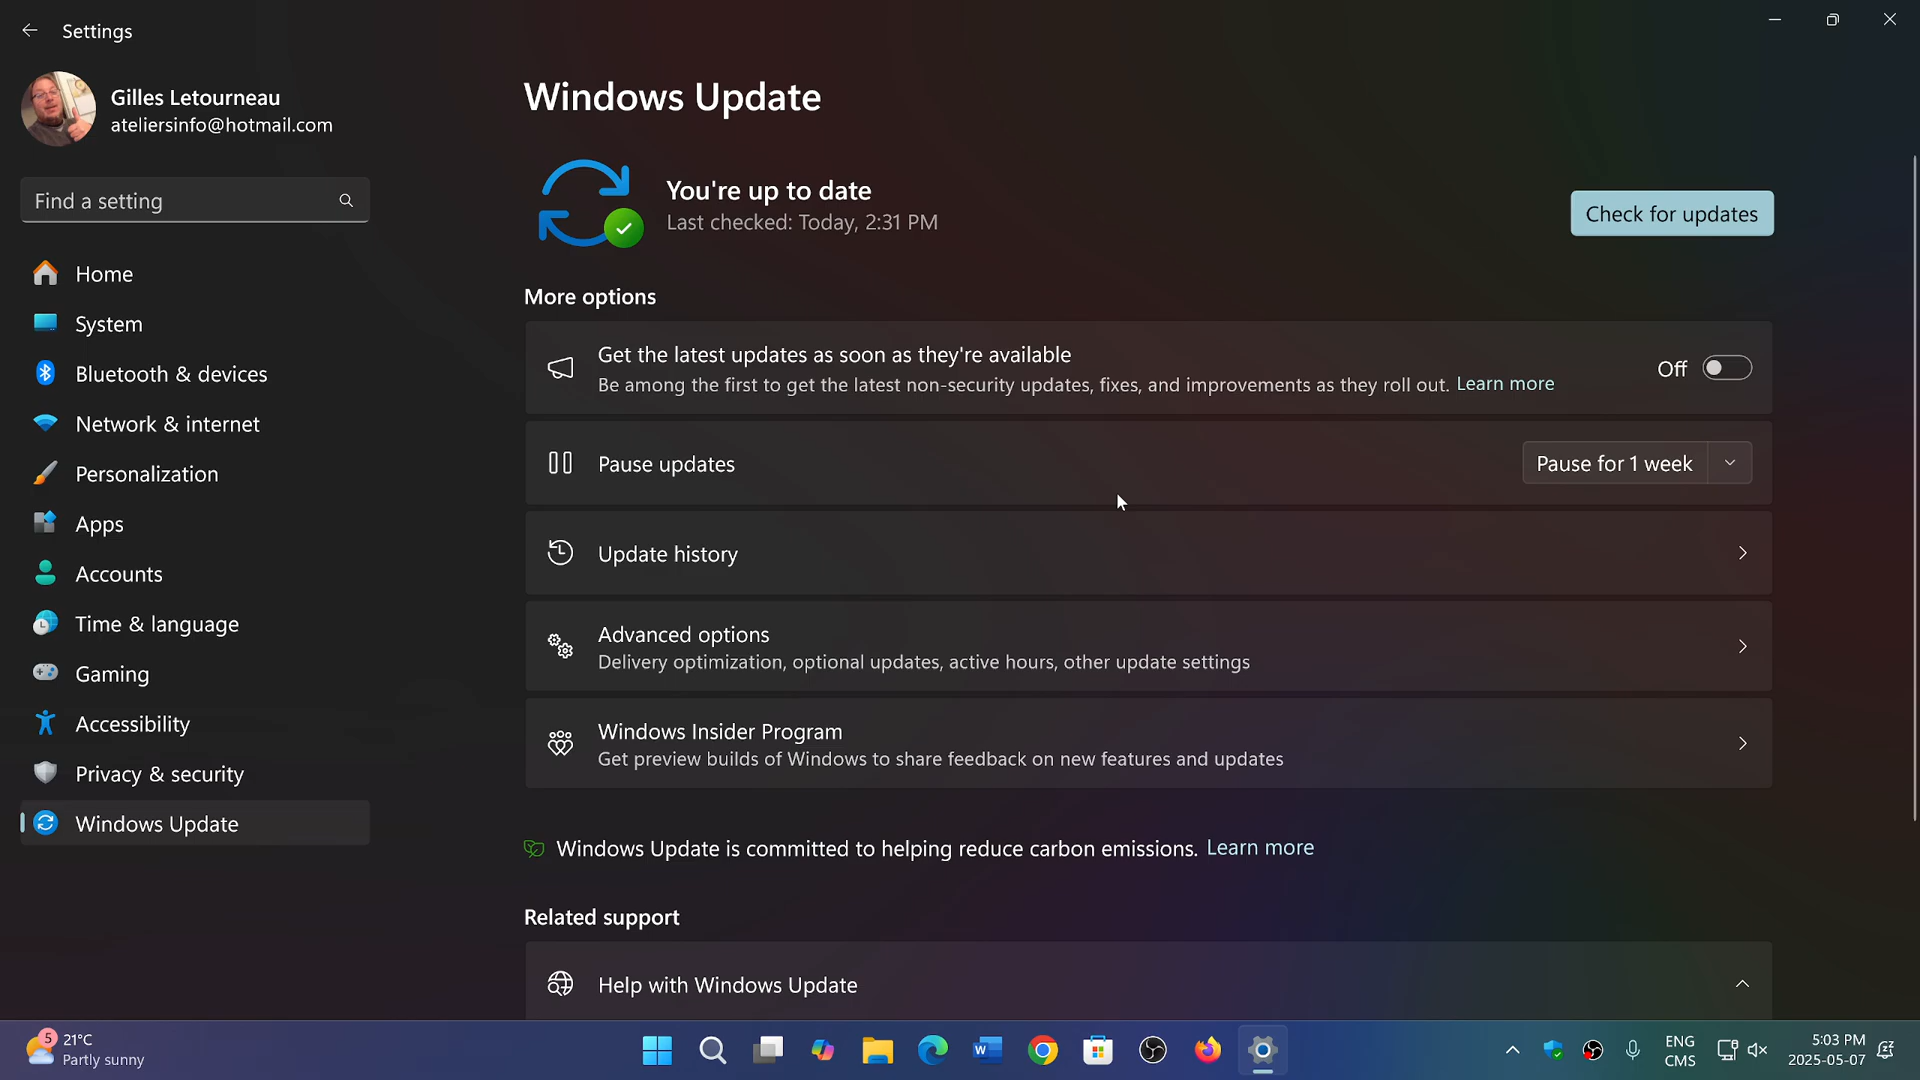 Settings
Gilles Letourneau
ateliersinfo@hotmail.com
Find a setting
Home
System
Bluetooth & devices
Network & internet
Personalization
Apps
Accounts
Time & language
Gaming
Accessibility
Privacy & security
Windows Update
Windows Update
You're up to date
Last checked: Today, 2:31 PM
Check for updates
More options
Get the latest updates as soon as they're available
Be among the first to get the latest non-security updates, fixes, and improvements as they roll out. Learn more
Off
Pause updates
Pause for 1 week
Update history
Advanced options
Delivery optimization, optional updates, active hours, other update settings
Windows Insider Program
Get preview builds of Windows to share feedback on new features and updates
Windows Update is committed to helping reduce carbon emissions. Learn more
Related support
Help with Windows Update
5
21°C
Partly sunny
W
ENG
CMS
5:03 PM
2025-05-07